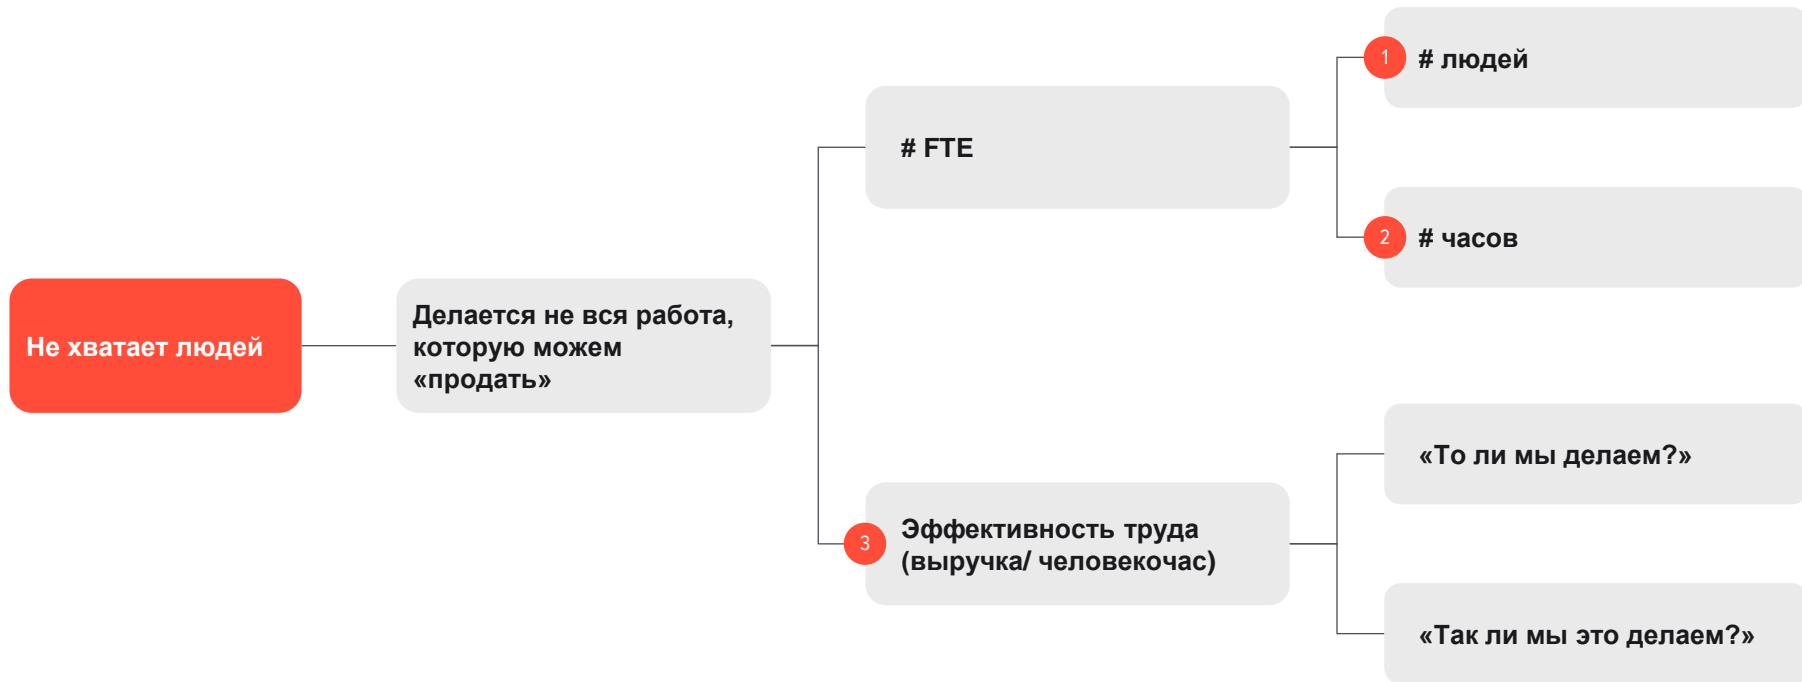 Не хватает людей
Делается не вся работа,
которую можем
«продать»
# FTE
1
# людей
2
# часов
3
Эффективность труда
(выручка/ человекочас)
«То ли мы делаем?»
«Так ли мы это делаем?»